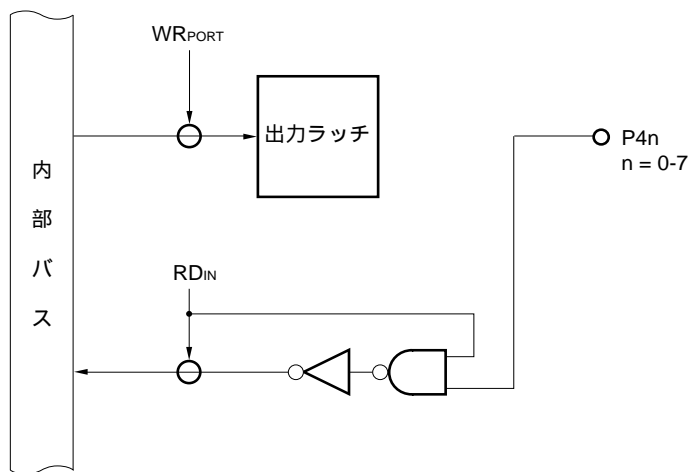 WRPORT
出力ラッチ
P4n
n = 0-7
内部バス
RDIN